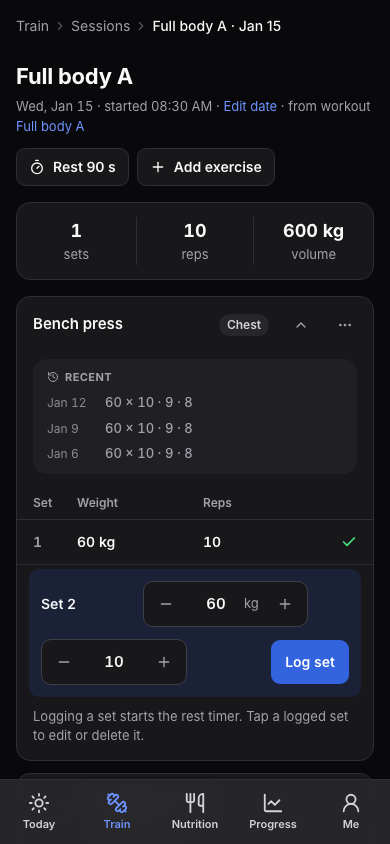 Train > Sessions > Full body A · Jan 15
Full body A
Wed, Jan 15 · started 08:30 AM · Edit date · from workout
Full body A
Rest 90 s
Add exercise
1 10 600 kg
sets reps volume
Bench press Chest
RECENT
Jan 12 60 × 10 · 9 · 8
Jan 9 60 × 10 · 9 · 8
Jan 6 60 × 10 · 9 · 8
Set Weight Reps
1 60 kg 10
Set 2 − 60 kg +
− 10 + Log set
Logging a set starts the rest timer. Tap a logged set
to edit or delete it.
Today Train Nutrition Progress Me